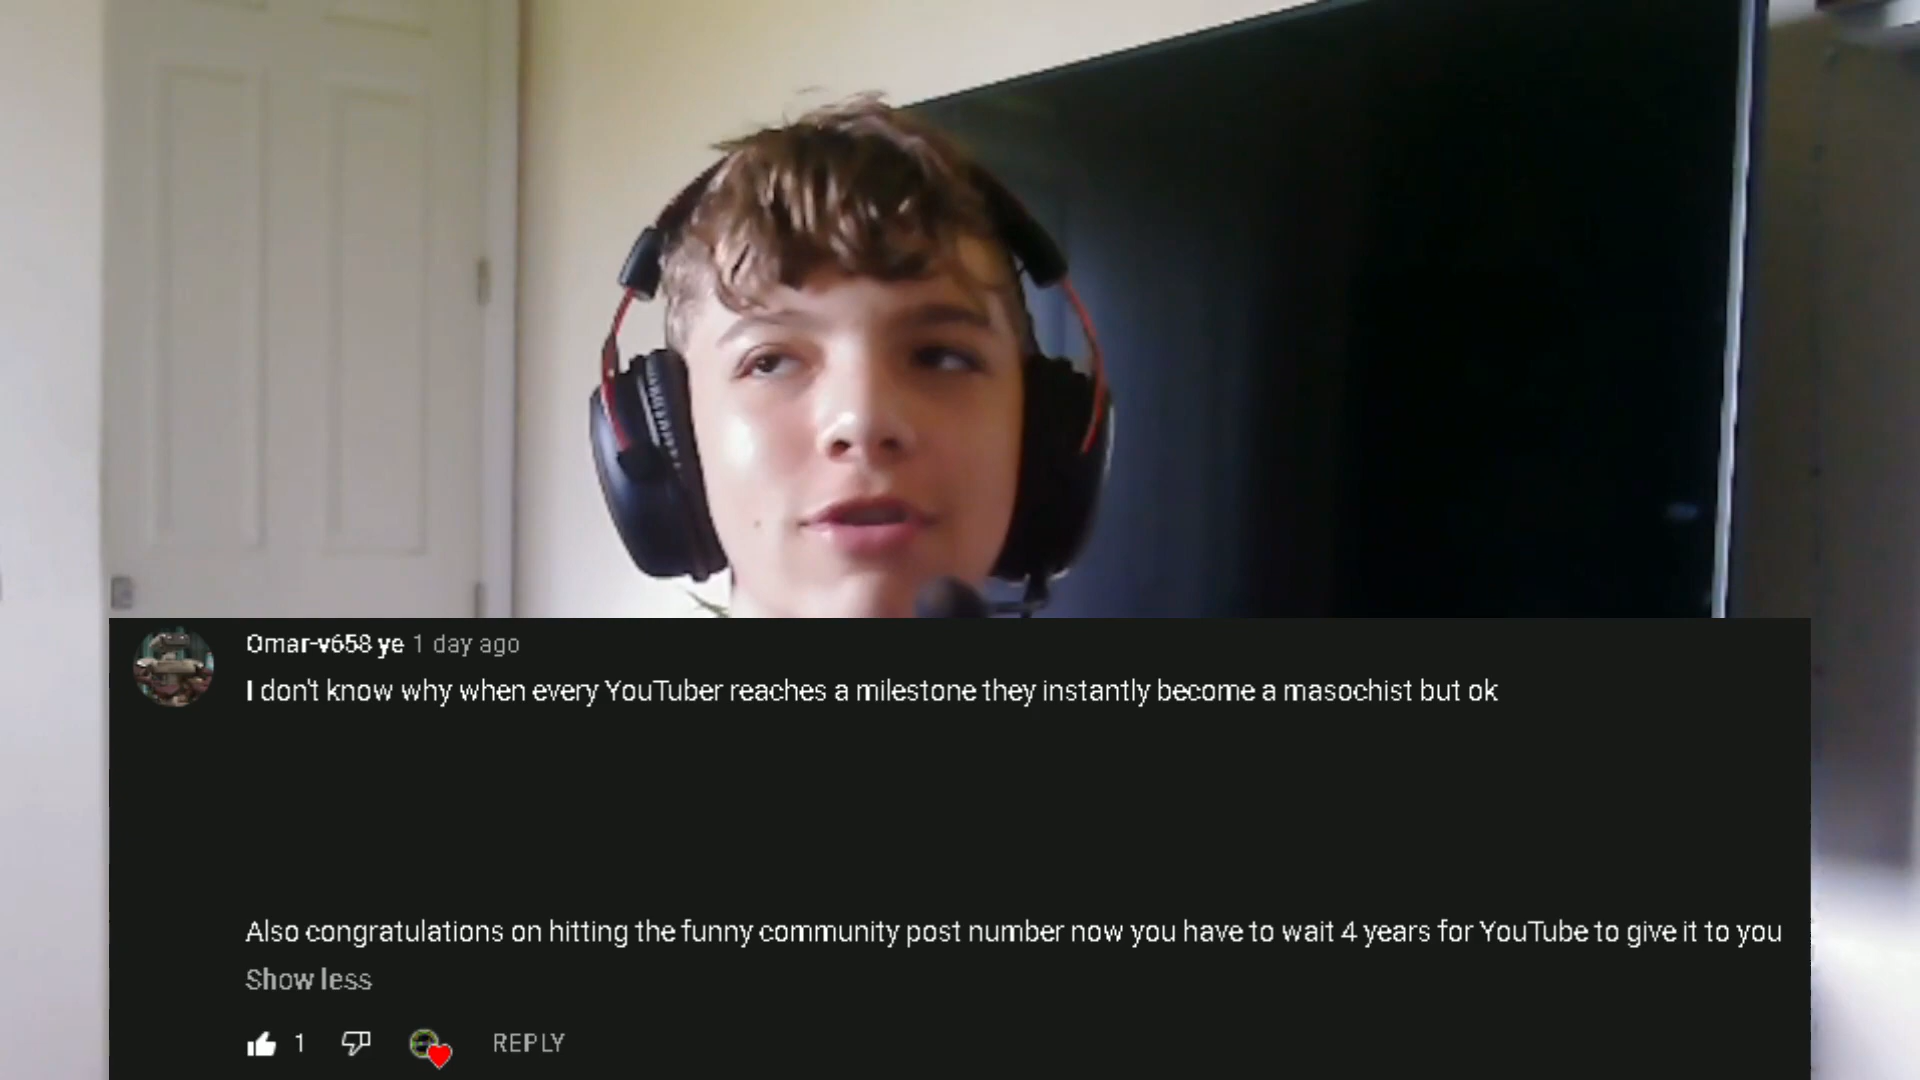 Omar-v658 ye 1 day ago
I don't know why when every YouTuber reaches a milestone they instantly become a masochist but ok
Also congratulations on hitting the funny community post number now you have to wait 4 years for YouTube to give it to you
Show less
1
REPLY